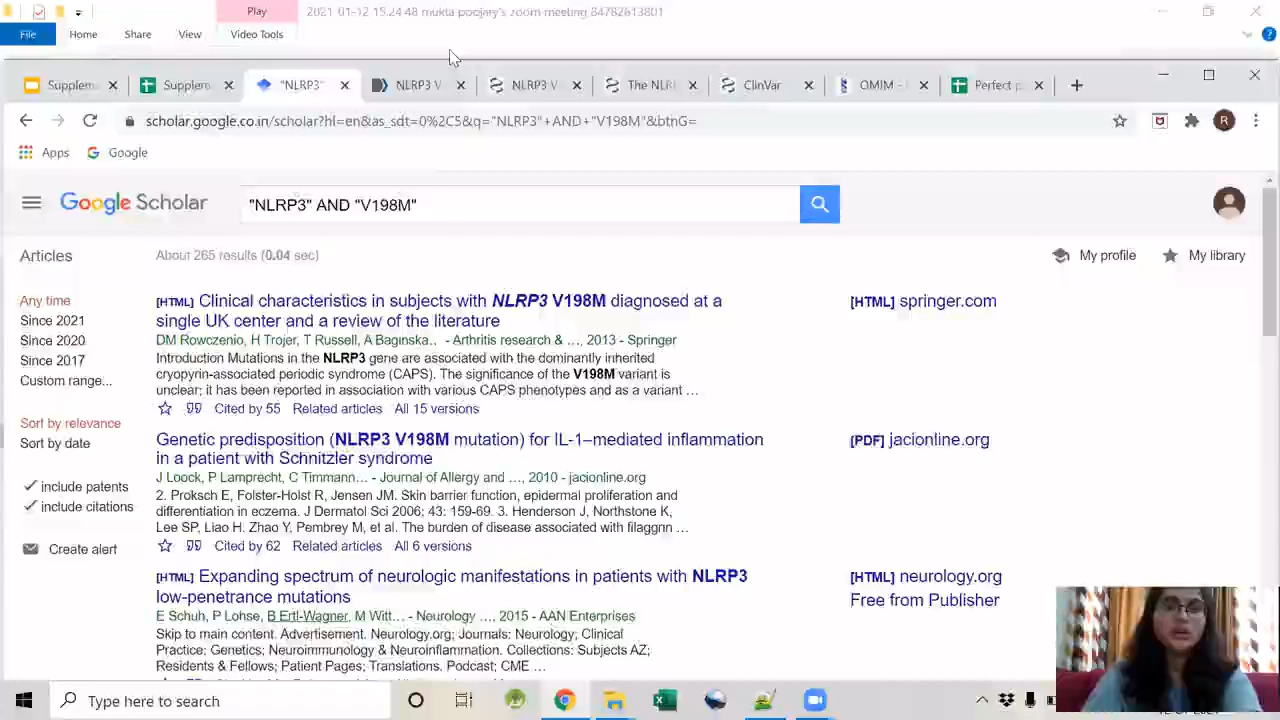 Play
2021-01-12 15.24.48 mukta poojary's zoom meeting 84782613801
File Home Share View Video Tools
Supplem Supplem "NLRP3" NLRP3 V NLRP3 V The NLR ClinVar OMIM - Perfect p
scholar.google.co.in/scholar?hl=en&as_sdt=0%2C5&q="NLRP3"+AND+"V198M"&btnG=
R
Apps Google
Google Scholar
"NLRP3" AND "V198M"
Articles
About 265 results (0.04 sec)
My profile
My library
Any time
Since 2021
Since 2020
Since 2017
Custom range...
Sort by relevance
Sort by date
include patents
include citations
Create alert
[HTML] Clinical characteristics in subjects with NLRP3 V198M diagnosed at a
single UK center and a review of the literature
DM Rowczenio, H Trojer, T Russell, A Baginska… - Arthritis research & …, 2013 - Springer
Introduction Mutations in the NLRP3 gene are associated with the dominantly inherited
cryopyrin-associated periodic syndrome (CAPS). The significance of the V198M variant is
unclear; it has been reported in association with various CAPS phenotypes and as a variant …
Cited by 55 Related articles All 15 versions
[HTML] springer.com
Genetic predisposition (NLRP3 V198M mutation) for IL-1–mediated inflammation
in a patient with Schnitzler syndrome
J Loock, P Lamprecht, C Timmann… - Journal of Allergy and …, 2010 - jacionline.org
2. Proksch E, Folster-Holst R, Jensen JM. Skin barrier function, epidermal proliferation and
differentiation in eczema. J Dermatol Sci 2006; 43: 159-69. 3. Henderson J, Northstone K,
Lee SP, Liao H, Zhao Y, Pembrey M, et al. The burden of disease associated with filaggrin …
Cited by 62 Related articles All 6 versions
[PDF] jacionline.org
[HTML] Expanding spectrum of neurologic manifestations in patients with NLRP3
low-penetrance mutations
E Schuh, P Lohse, B Ertl-Wagner, M Witt… - Neurology …, 2015 - AAN Enterprises
Skip to main content. Advertisement. Neurology.org; Journals: Neurology; Clinical
Practice; Genetics; Neuroimmunology & Neuroinflammation. Collections: Subjects AZ;
Residents & Fellows; Patient Pages; Translations. Podcast; CME …
[HTML] neurology.org
Free from Publisher
Type here to search